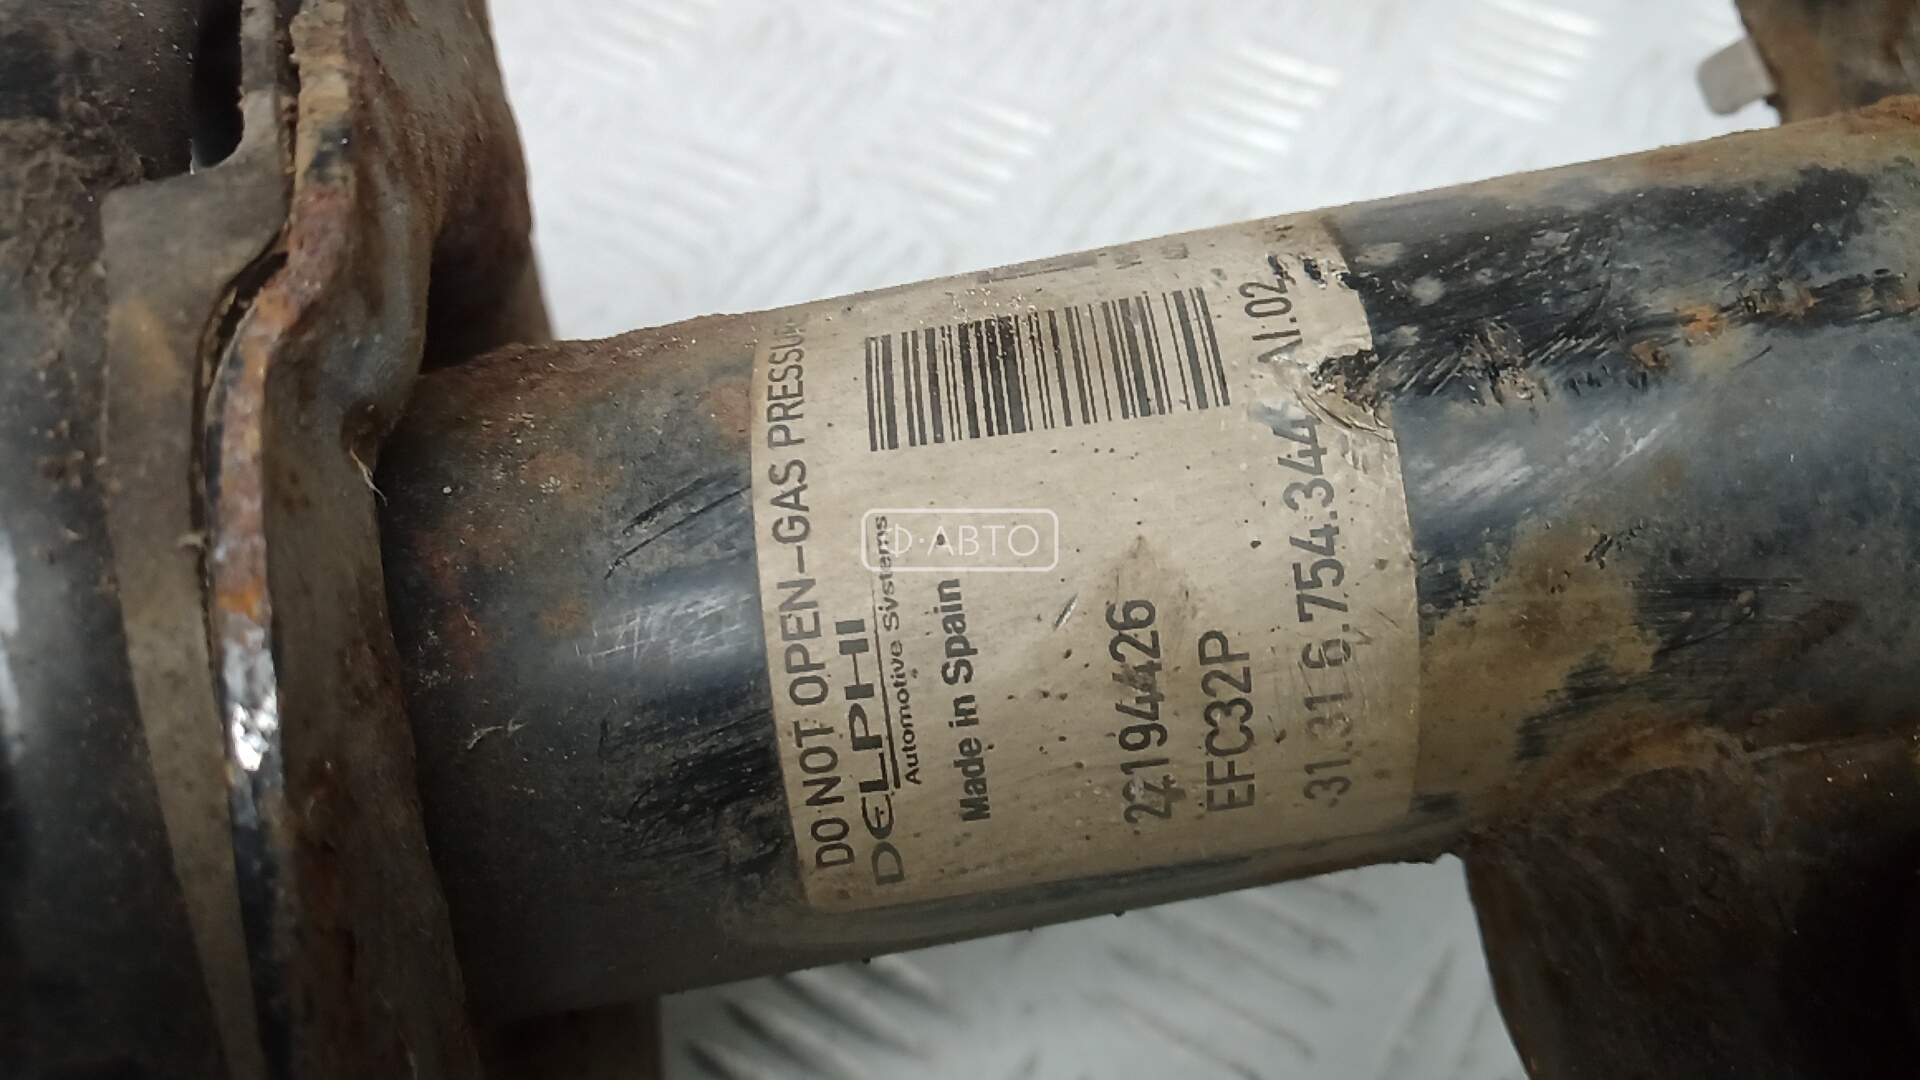 DO NOT OPEN-GAS PRESSUR
DELPHI
Automotive Systems
Made in Spain
22194426
EFC32P
31.31 6.754.344 AI.02
Ф·АВТО